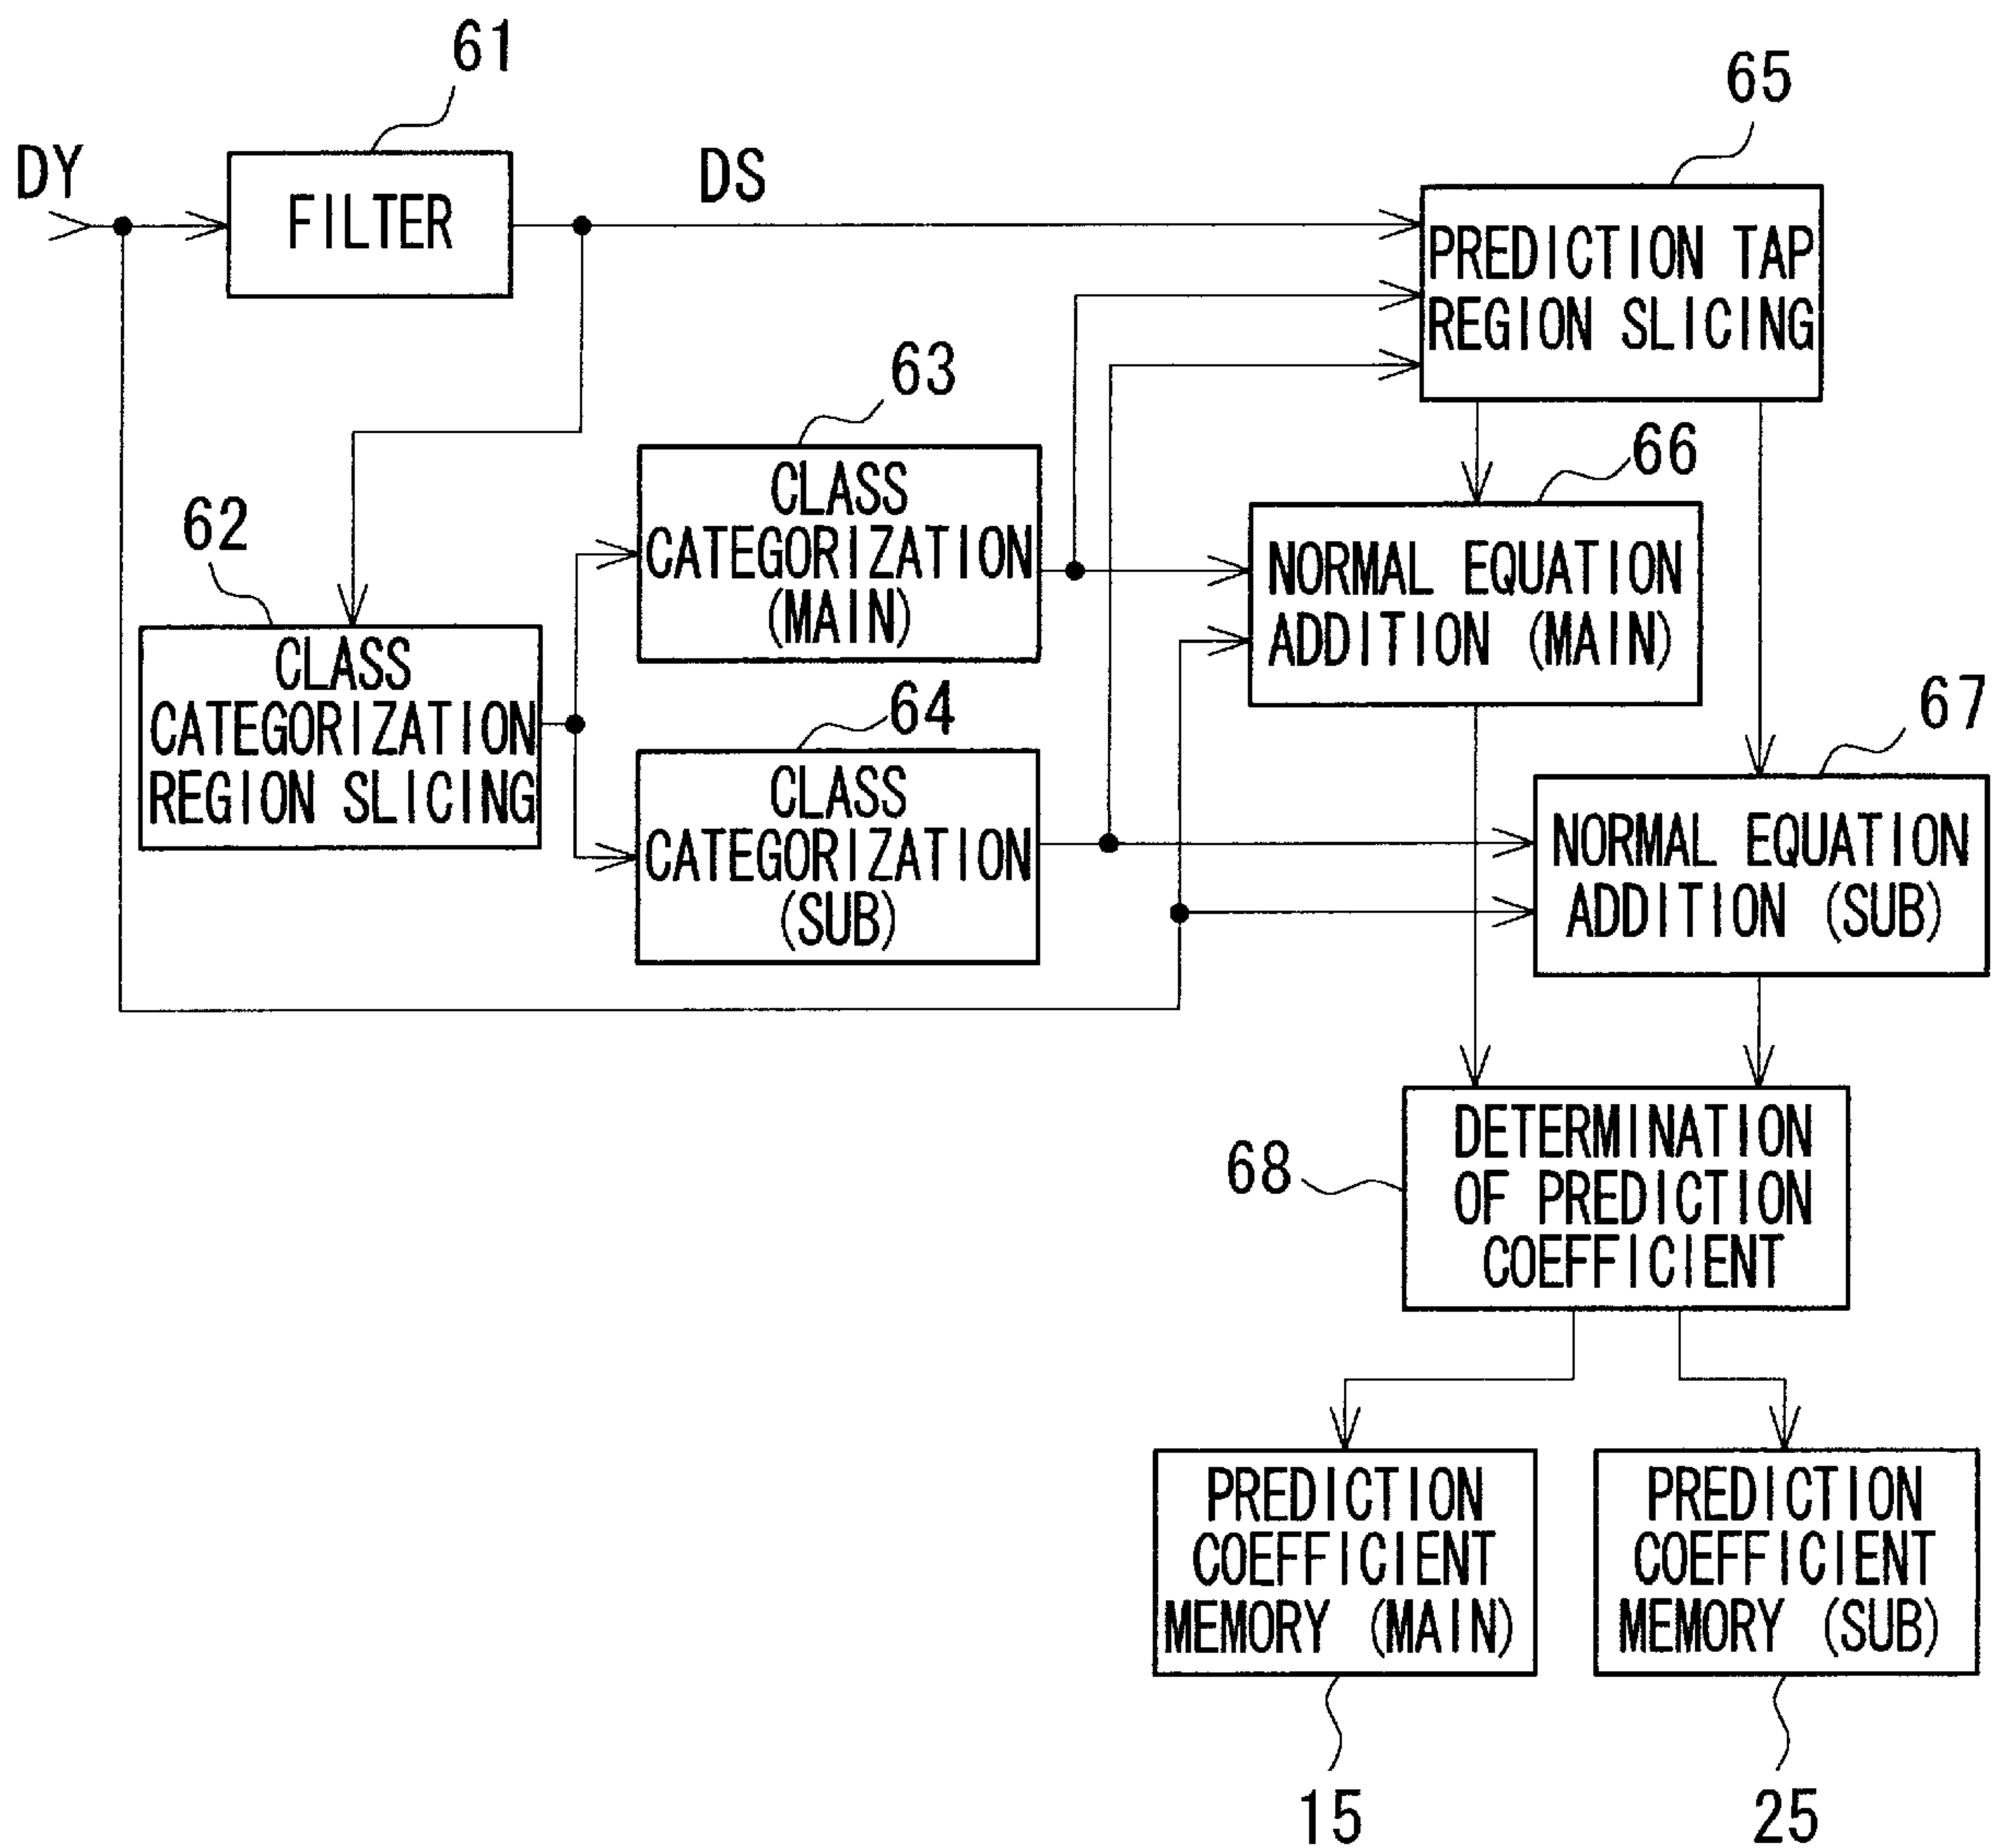 61
65
DY
FILTER
DS
PREDICTION TAP
REGION SLICING
63
66
62
CLASS
CATEGORIZATION
(MAIN)
NORMAL EQUATION
ADDITION (MAIN)
CLASS
CATEGORIZATION
REGION SLICING
64
67
CLASS
CATEGORIZATION
(SUB)
NORMAL EQUATION
ADDITION (SUB)
68
DETERMINATION
OF PREDICTION
COEFFICIENT
PREDICTION
COEFFICIENT
MEMORY (MAIN)
PREDICTION
COEFFICIENT
MEMORY (SUB)
15
25